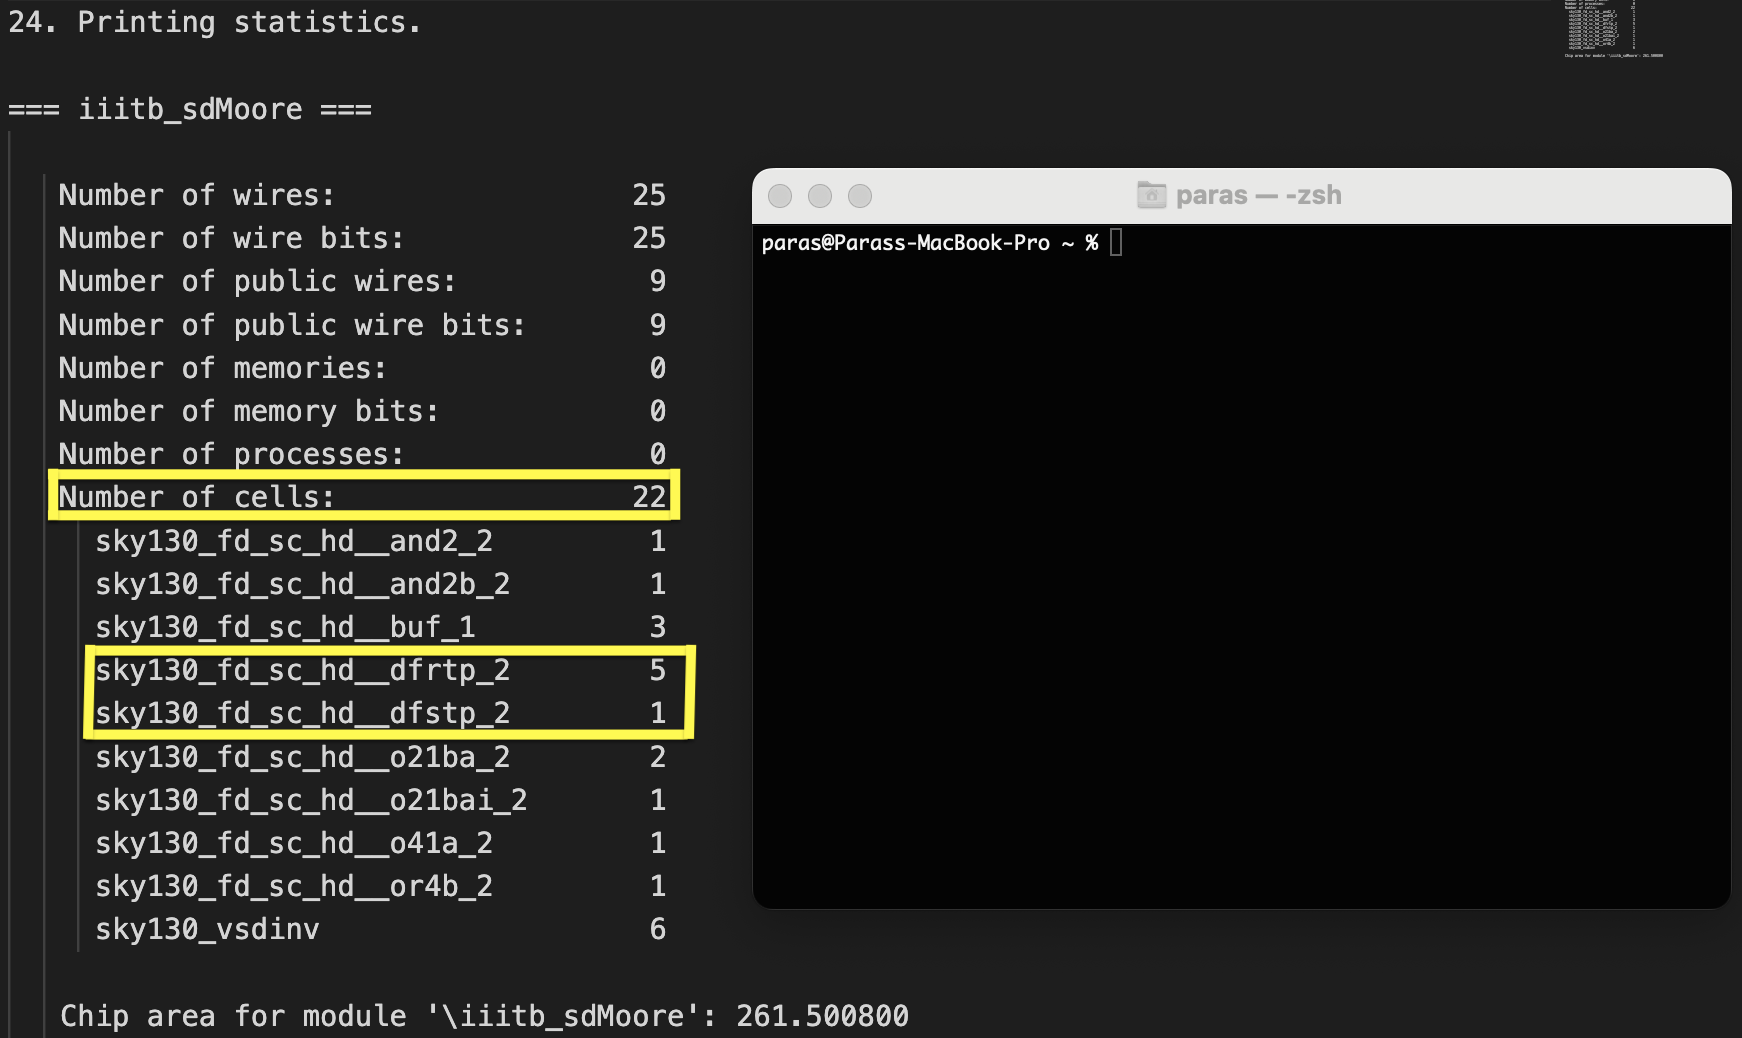 24. Printing statistics.
=== iiitb_sdMoore ===
Number of wires: 25
Number of wire bits: 25
Number of public wires: 9
Number of public wire bits: 9
Number of memories: 0
Number of memory bits: 0
Number of processes: 0
Number of cells: 22
sky130_fd_sc_hd__and2_2 1
sky130_fd_sc_hd__and2b_2 1
sky130_fd_sc_hd__buf_1 3
sky130_fd_sc_hd__dfrtp_2 5
sky130_fd_sc_hd__dfstp_2 1
sky130_fd_sc_hd__o21ba_2 2
sky130_fd_sc_hd__o21bai_2 1
sky130_fd_sc_hd__o41a_2 1
sky130_fd_sc_hd__or4b_2 1
sky130_vsdinv 6
Chip area for module '\iiitb_sdMoore': 261.500800
paras — -zsh
paras@Parass-MacBook-Pro ~ %